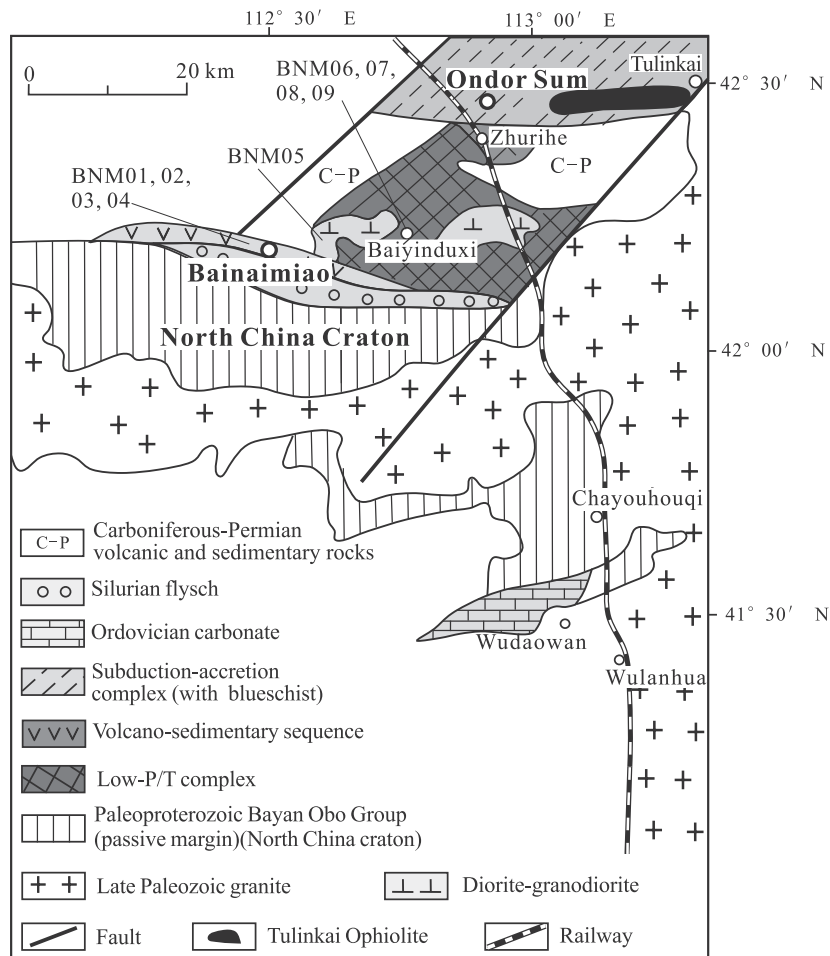 112° 30′ E
113° 00′ E
0
20 km
BNM06, 07,
08, 09
Ondor Sum
Tulinkai
42° 30′ N
Zhurihe
BNM05
C-P
C-P
BNM01, 02,
03, 04
Baiyinduxi
Bainaimiao
North China Craton
42° 00′ N
Chayouhouqi
C-P
Carboniferous-Permian
volcanic and sedimentary rocks
Silurian flysch
Ordovician carbonate
41° 30′ N
Wudaowan
Wulanhua
Subduction-accretion
complex (with blueschist)
Volcano-sedimentary sequence
Low-P/T complex
Paleoproterozoic Bayan Obo Group
(passive margin)(North China craton)
Late Paleozoic granite
Diorite-granodiorite
Fault
Tulinkai Ophiolite
Railway